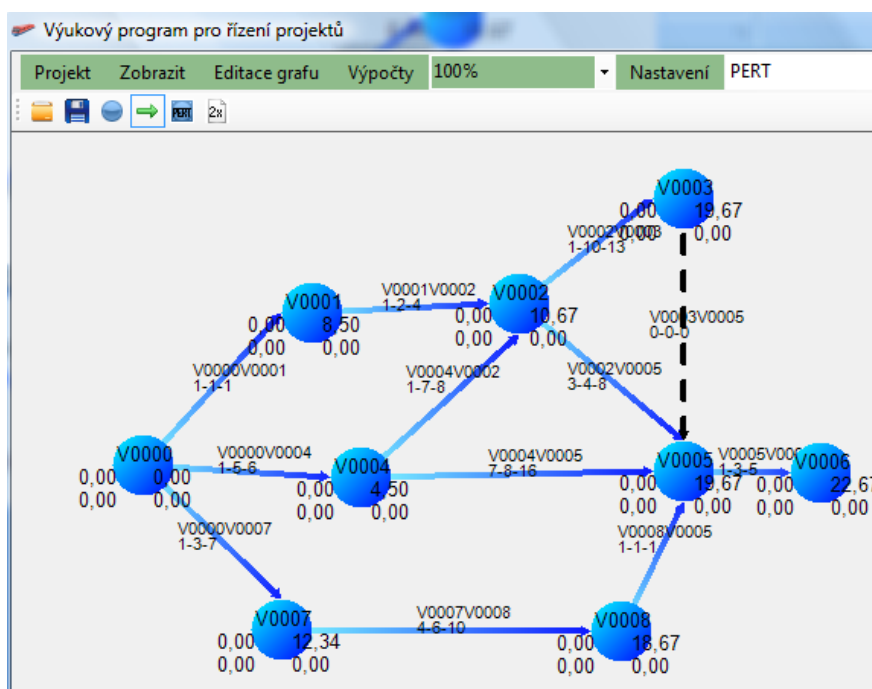 Výukový program pro řízení projektů
Projekt Zobrazit Editace grafu Výpočty 100% Nastavení PERT
PERT 2x
V0003
0,00 19,67
0,00 0,00
V0002V0003
1-10-13
V0001
0,00 8,50
0,00 0,00
V0001V0002
1-2-4
V0002
0,00 10,67
0,00 0,00
V0003V0005
0-0-0
V0000V0001
1-1-1
V0004V0002
1-7-8
V0002V0005
3-4-8
V0000
0,00 0,00
0,00 0,00
V0000V0004
1-5-6
V0004
0,00 4,50
0,00 0,00
V0004V0005
7-8-16
V0005
0,00 19,67
0,00 0,00
V0005V00
1-3-5
V0006
0,00 22,67
0,00 0,00
V0000V0007
1-3-7
V0008V0005
1-1-1
V0007
0,00 12,34
0,00 0,00
V0007V0008
4-6-10
V0008
0,00 18,67
0,00 0,00